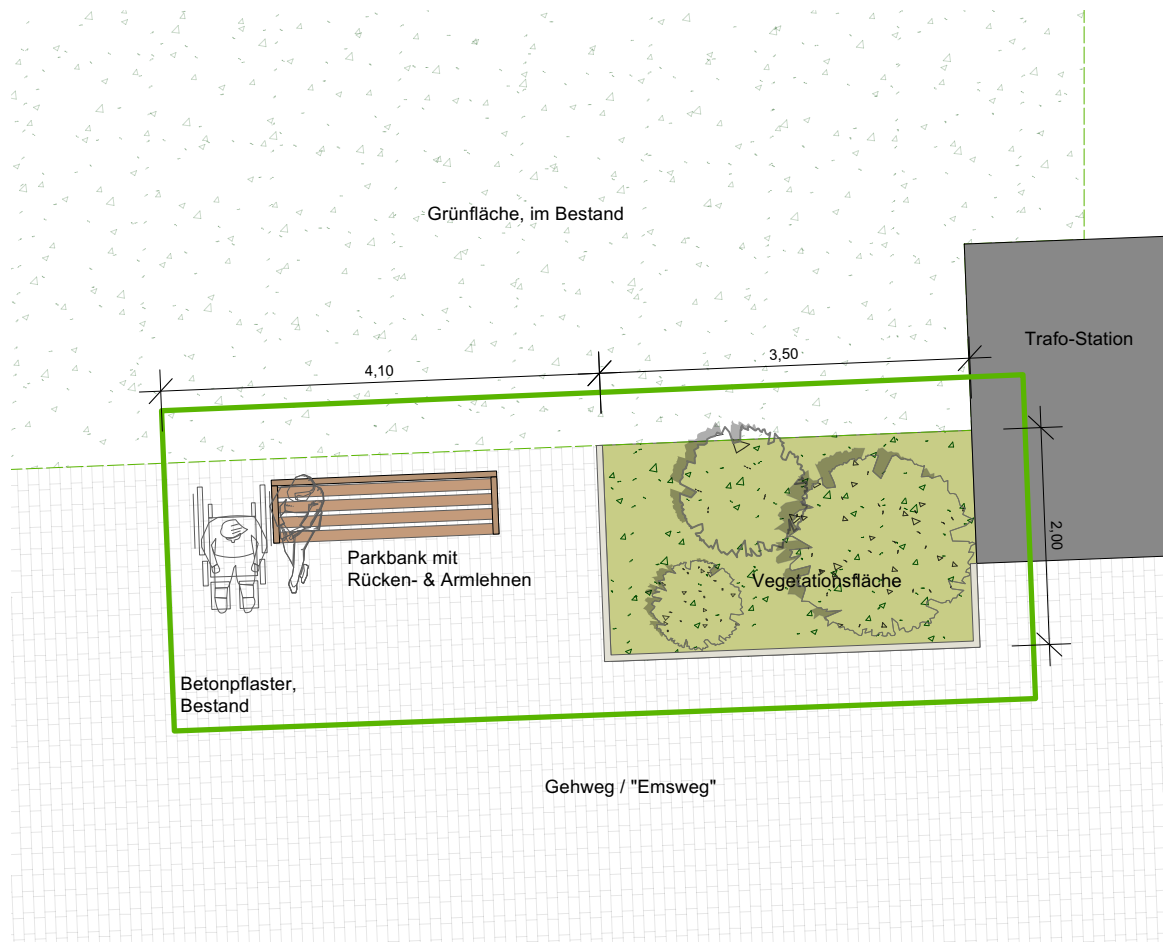 Grünfläche, im Bestand
Trafo-Station
3,50
4,10
2,00
Parkbank mit
Rücken- & Armlehnen
Vegetationsfläche
Betonpflaster,
Bestand
Gehweg / "Emsweg"